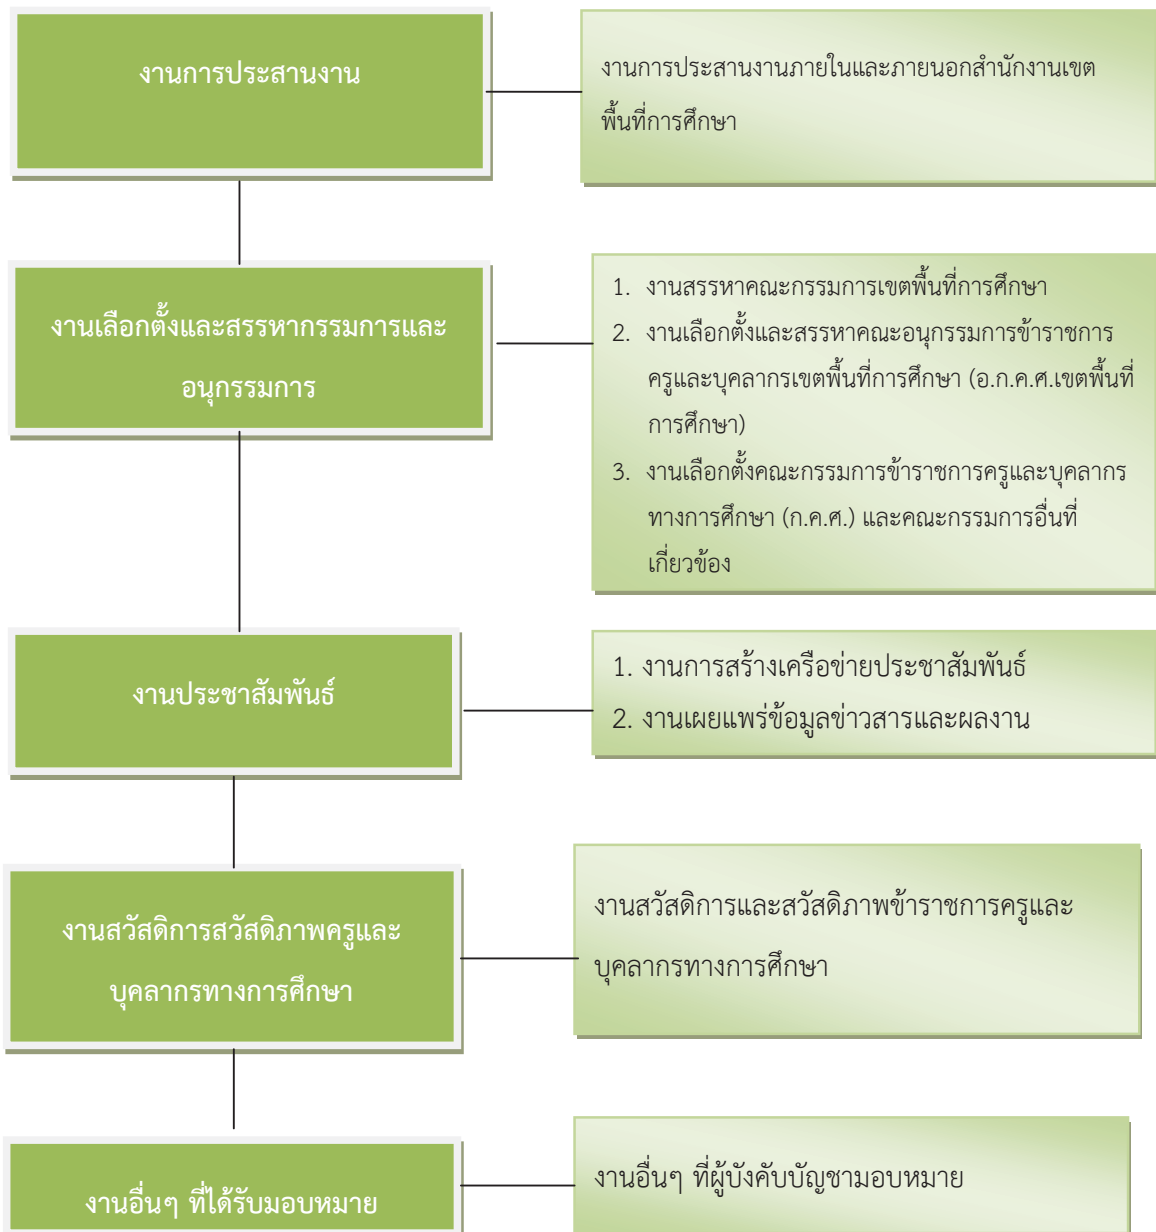 งานการประสานงาน
งานการประสานงานภายในและภายนอกสำนักงานเขต
พื้นที่การศึกษา
งานเลือกตั้งและสรรหากรรมการและ
อนุกรรมการ
1. งานสรรหาคณะกรรมการเขตพื้นที่การศึกษา
2. งานเลือกตั้งและสรรหาคณะอนุกรรมการข้าราชการ
ครูและบุคลากรเขตพื้นที่การศึกษา (อ.ก.ค.ศ.เขตพื้นที่
การศึกษา)
3. งานเลือกตั้งคณะกรรมการข้าราชการครูและบุคลากร
ทางการศึกษา (ก.ค.ศ.) และคณะกรรมการอื่นที่
เกี่ยวข้อง
งานประชาสัมพันธ์
1. งานการสร้างเครือข่ายประชาสัมพันธ์
2. งานเผยแพร่ข้อมูลข่าวสารและผลงาน
งานสวัสดิการสวัสดิภาพครูและ
บุคลากรทางการศึกษา
งานสวัสดิการและสวัสดิภาพข้าราชการครูและ
บุคลากรทางการศึกษา
งานอื่นๆ ที่ได้รับมอบหมาย
งานอื่นๆ ที่ผู้บังคับบัญชามอบหมาย